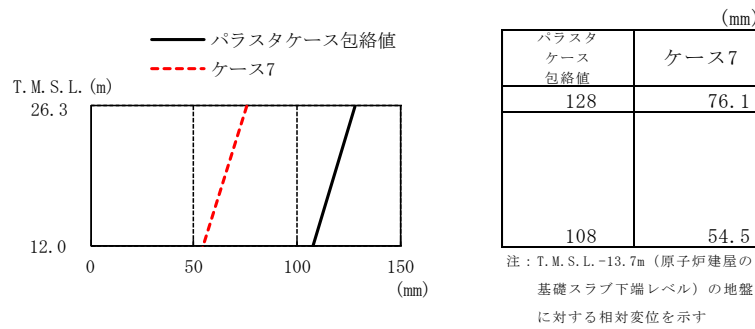 パラスタケース包絡値
ケース7
T.M.S.L.(m)
26.3
12.0
0
50
100
150
(mm)
(mm)
パラスタ
ケース
包絡値
ケース7
128 76.1
108 54.5
注：T.M.S.L.-13.7m（原子炉建屋の
基礎スラブ下端レベル）の地盤
に対する相対変位を示す